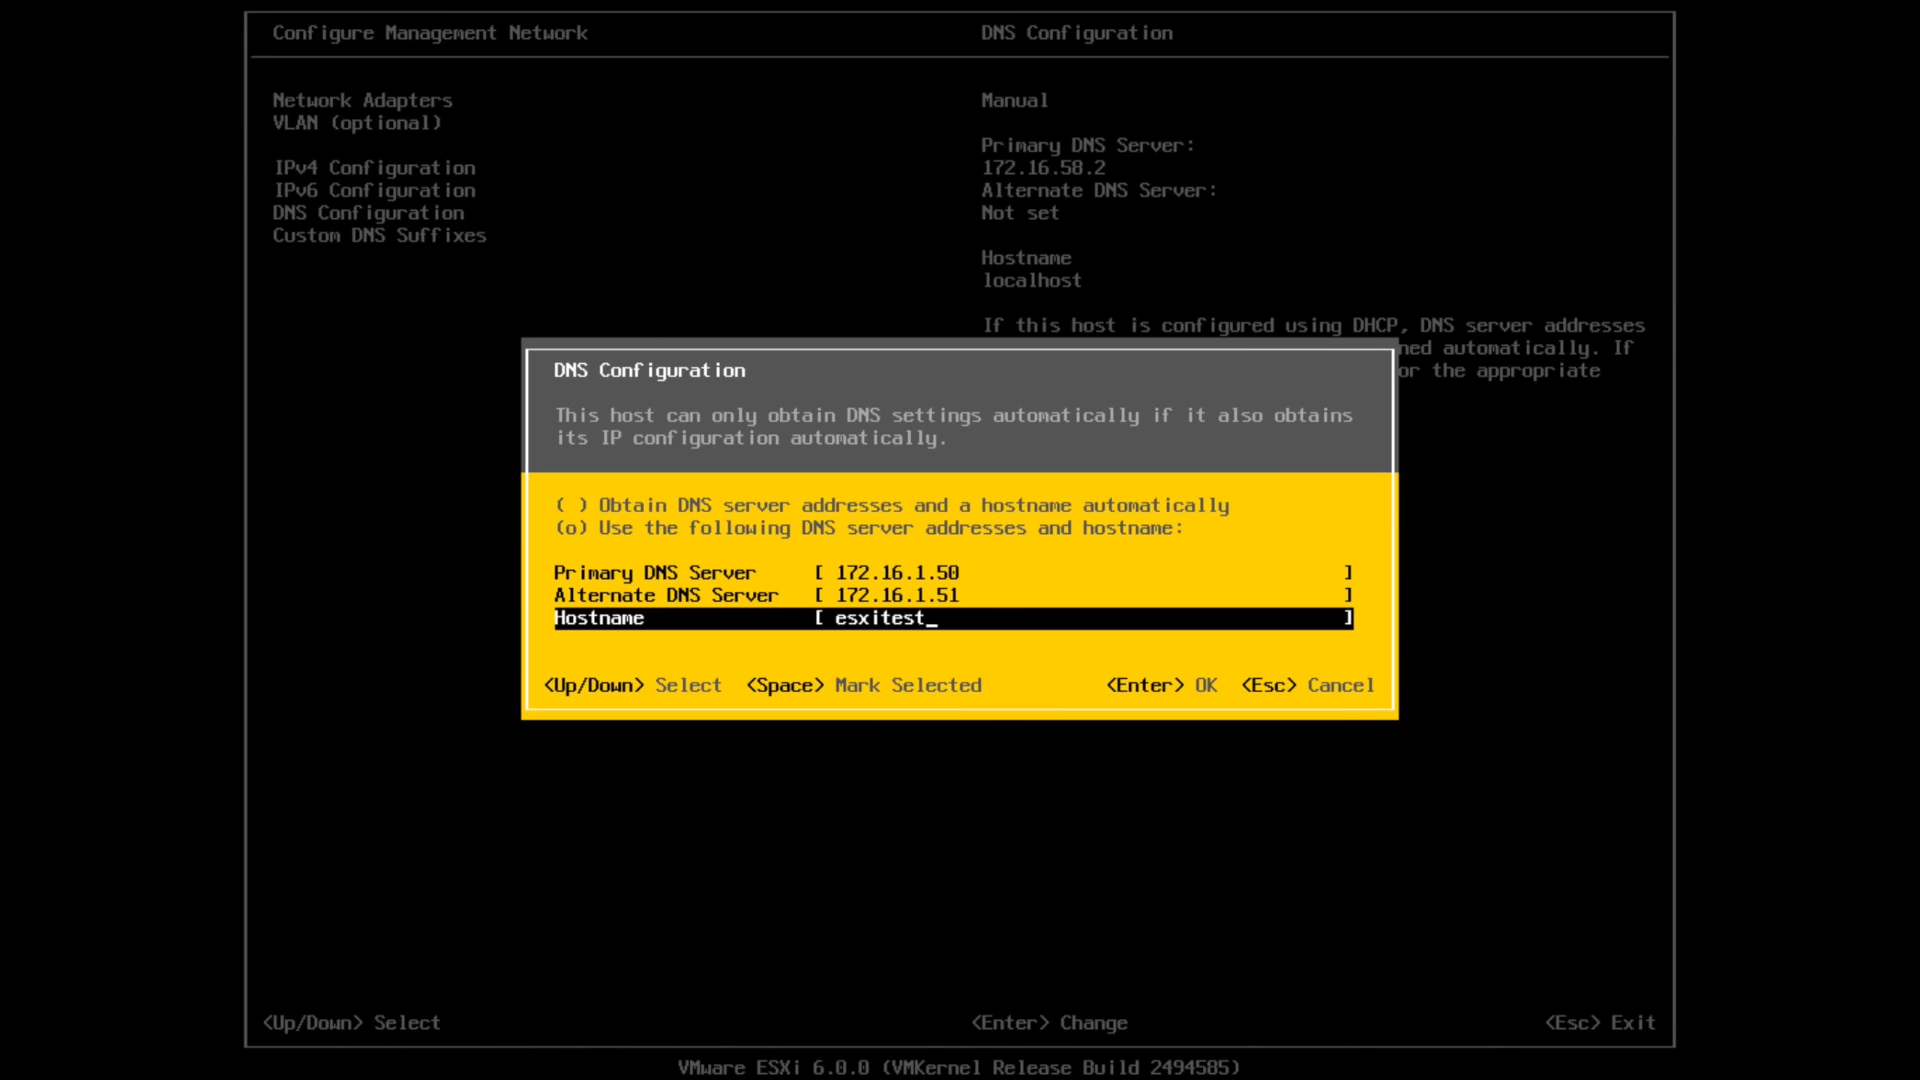 Configure Management Network
DNS Configuration
Network Adapters
VLAN (optional)
IPv4 Configuration
IPv6 Configuration
DNS Configuration
Custom DNS Suffixes
Manual
Primary DNS Server:
172.16.58.2
Alternate DNS Server:
Not set
Hostname
localhost
If this host is configured using DHCP, DNS server addresses
ned automatically. If
or the appropriate
DNS Configuration
This host can only obtain DNS settings automatically if it also obtains
its IP configuration automatically.
( ) Obtain DNS server addresses and a hostname automatically
(o) Use the following DNS server addresses and hostname:
Primary DNS Server [ 172.16.1.50 ]
Alternate DNS Server [ 172.16.1.51 ]
Hostname [ esxitest_ ]
<Up/Down> Select <Space> Mark Selected <Enter> OK <Esc> Cancel
<Up/Down> Select <Enter> Change <Esc> Exit
VMware ESXi 6.0.0 (VMKernel Release Build 2494585)